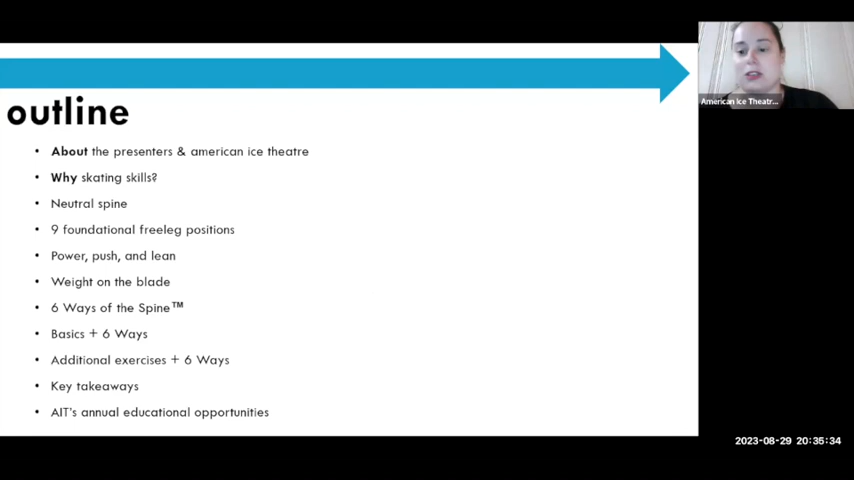 outline
• About the presenters & american ice theatre
• Why skating skills?
• Neutral spine
• 9 foundational freeleg positions
• Power, push, and lean
• Weight on the blade
• 6 Ways of the Spine™
• Basics + 6 Ways
• Additional exercises + 6 Ways
• Key takeaways
• AIT's annual educational opportunities
American Ice Theatr...
2023-08-29 20:35:34